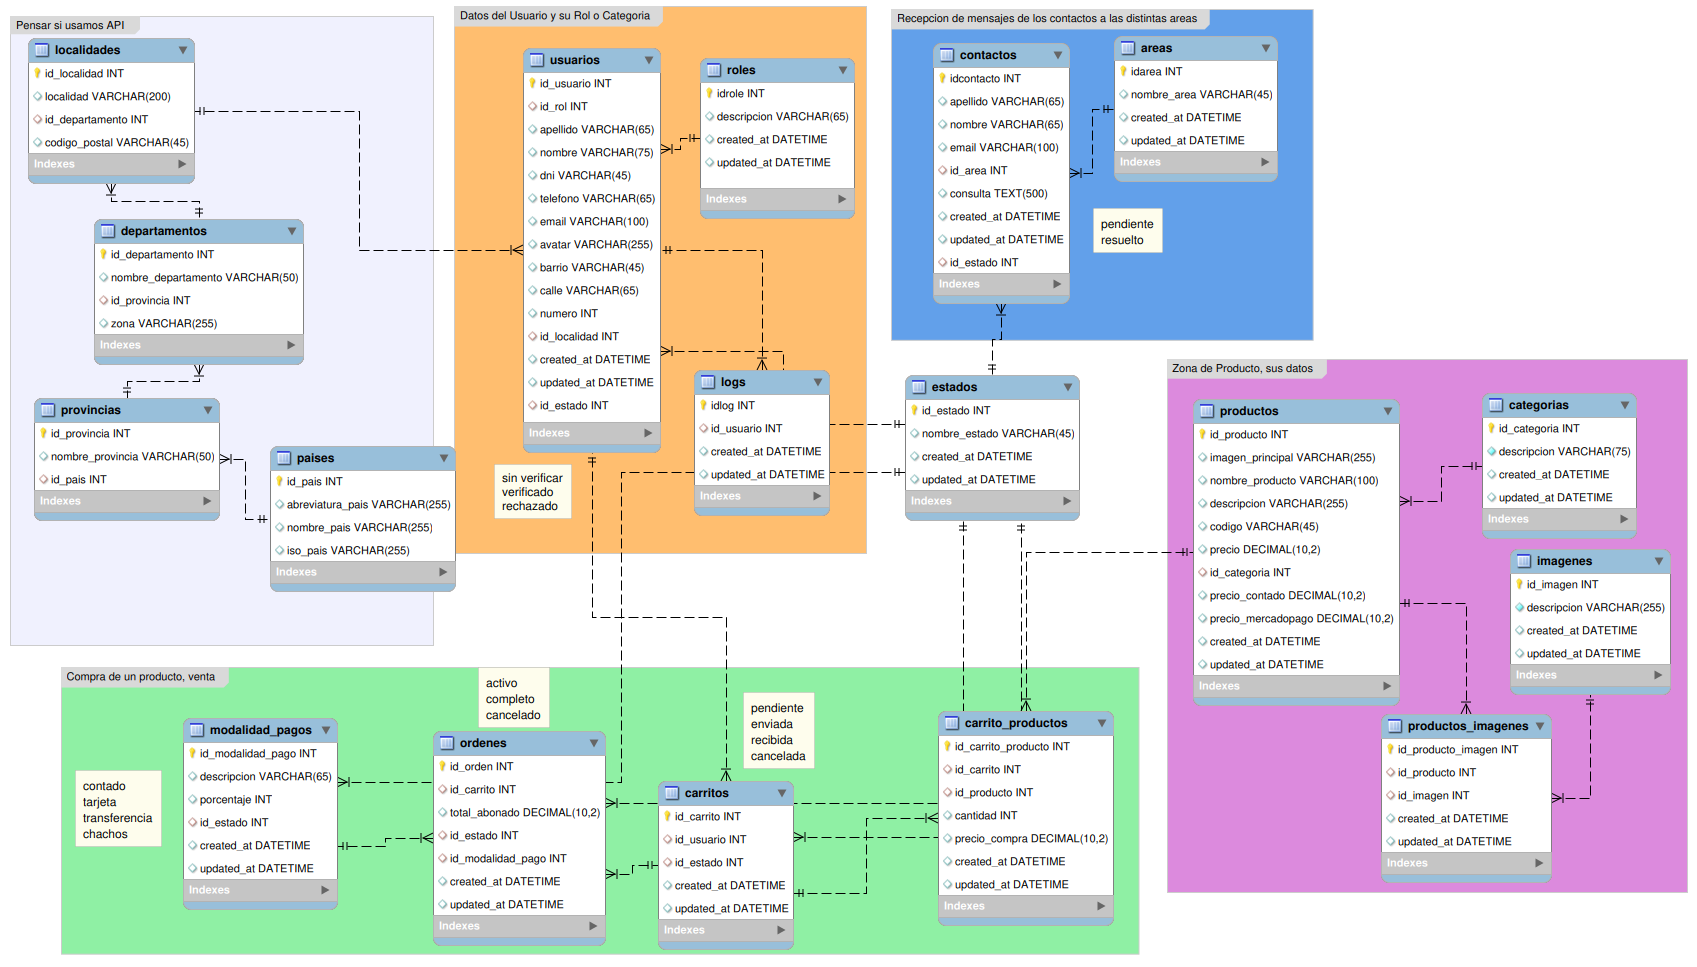 Pensar si usamos API
localidades
id_localidad INT
localidad VARCHAR(200)
id_departamento INT
codigo_postal VARCHAR(45)
Indexes
departamentos
id_departamento INT
nombre_departamento VARCHAR(50)
id_provincia INT
zona VARCHAR(255)
Indexes
provincias
id_provincia INT
nombre_provincia VARCHAR(50)
id_pais INT
Indexes
paises
id_pais INT
abreviatura_pais VARCHAR(255)
nombre_pais VARCHAR(255)
iso_pais VARCHAR(255)
Indexes
Datos del Usuario y su Rol o Categoria
usuarios
id_usuario INT
id_rol INT
apellido VARCHAR(65)
nombre VARCHAR(75)
dni VARCHAR(45)
telefono VARCHAR(65)
email VARCHAR(100)
avatar VARCHAR(255)
barrio VARCHAR(45)
calle VARCHAR(65)
numero INT
id_localidad INT
created_at DATETIME
updated_at DATETIME
id_estado INT
Indexes
roles
idrole INT
descripcion VARCHAR(65)
created_at DATETIME
updated_at DATETIME
Indexes
logs
idlog INT
id_usuario INT
created_at DATETIME
updated_at DATETIME
Indexes
sin verificar
verificado
rechazado
Recepcion de mensajes de los contactos a las distintas areas
contactos
idcontacto INT
apellido VARCHAR(65)
nombre VARCHAR(65)
email VARCHAR(100)
id_area INT
consulta TEXT(500)
created_at DATETIME
updated_at DATETIME
id_estado INT
Indexes
areas
idarea INT
nombre_area VARCHAR(45)
created_at DATETIME
updated_at DATETIME
Indexes
pendiente
resuelto
estados
id_estado INT
nombre_estado VARCHAR(45)
created_at DATETIME
updated_at DATETIME
Indexes
Zona de Producto, sus datos
productos
id_producto INT
imagen_principal VARCHAR(255)
nombre_producto VARCHAR(100)
descripcion VARCHAR(255)
codigo VARCHAR(45)
precio DECIMAL(10,2)
id_categoria INT
precio_contado DECIMAL(10,2)
precio_mercadopago DECIMAL(10,2)
created_at DATETIME
updated_at DATETIME
Indexes
categorias
id_categoria INT
descripcion VARCHAR(75)
created_at DATETIME
updated_at DATETIME
Indexes
imagenes
id_imagen INT
descripcion VARCHAR(255)
created_at DATETIME
updated_at DATETIME
Indexes
productos_imagenes
id_producto_imagen INT
id_producto INT
id_imagen INT
created_at DATETIME
updated_at DATETIME
Indexes
Compra de un producto, venta
contado
tarjeta
transferencia
chachos
modalidad_pagos
id_modalidad_pago INT
descripcion VARCHAR(65)
porcentaje INT
id_estado INT
created_at DATETIME
updated_at DATETIME
Indexes
activo
completo
cancelado
ordenes
id_orden INT
id_carrito INT
total_abonado DECIMAL(10,2)
id_estado INT
id_modalidad_pago INT
created_at DATETIME
updated_at DATETIME
Indexes
pendiente
enviada
recibida
cancelada
carritos
id_carrito INT
id_usuario INT
id_estado INT
created_at DATETIME
updated_at DATETIME
Indexes
carrito_productos
id_carrito_producto INT
id_carrito INT
id_producto INT
cantidad INT
precio_compra DECIMAL(10,2)
created_at DATETIME
updated_at DATETIME
Indexes